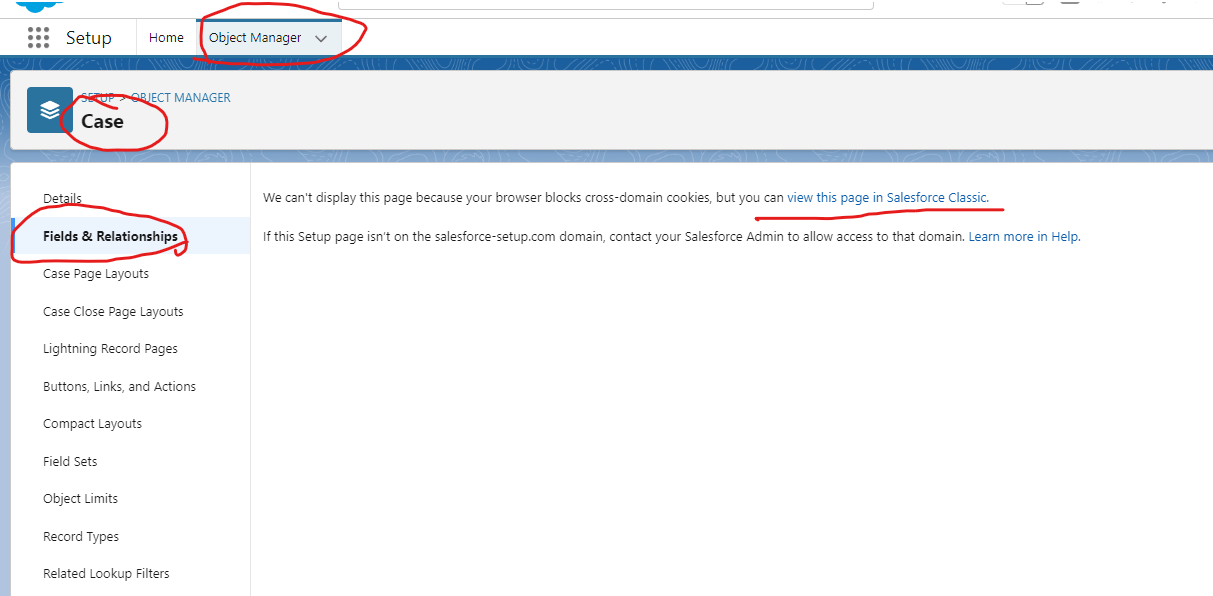 Setup
Home
Object Manager
SETUP > OBJECT MANAGER
Case
Details
Fields & Relationships
Case Page Layouts
Case Close Page Layouts
Lightning Record Pages
Buttons, Links, and Actions
Compact Layouts
Field Sets
Object Limits
Record Types
Related Lookup Filters
We can't display this page because your browser blocks cross-domain cookies, but you can view this page in Salesforce Classic.
If this Setup page isn't on the salesforce-setup.com domain, contact your Salesforce Admin to allow access to that domain. Learn more in Help.